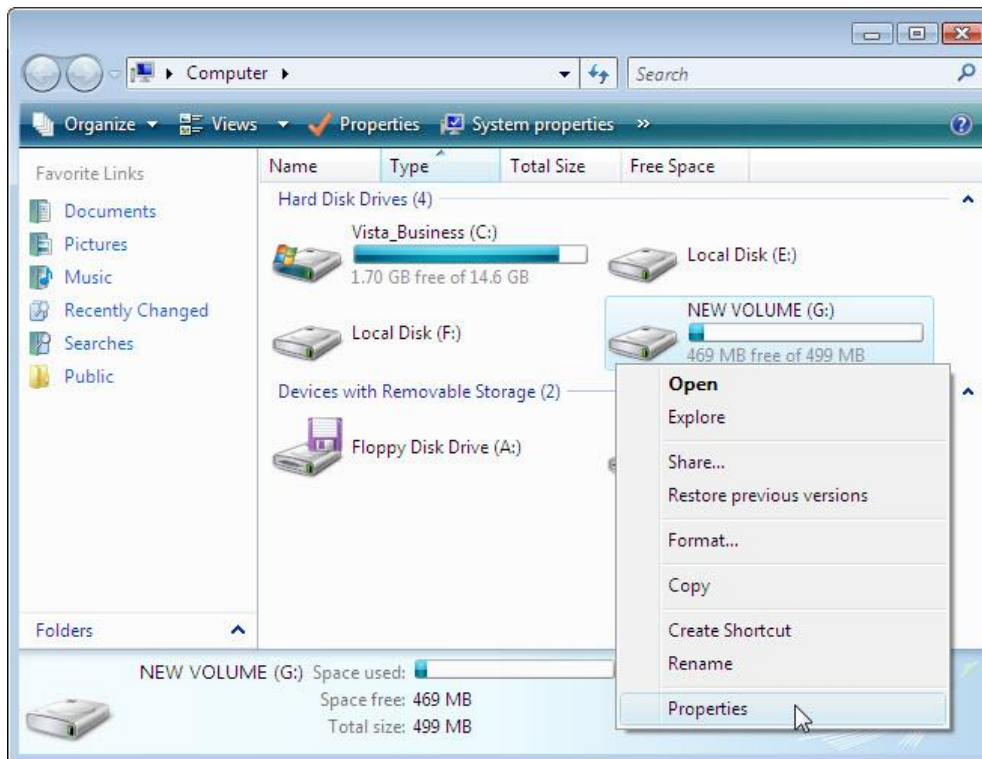 Computer
Search
Organize Views Properties System properties »
Favorite Links
Documents
Pictures
Music
Recently Changed
Searches
Public
Folders
Name Type Total Size Free Space
Hard Disk Drives (4)
Vista_Business (C:)
1.70 GB free of 14.6 GB
Local Disk (E:)
Local Disk (F:)
NEW VOLUME (G:)
469 MB free of 499 MB
Devices with Removable Storage (2)
Floppy Disk Drive (A:)
Open
Explore
Share...
Restore previous versions
Format...
Copy
Create Shortcut
Rename
Properties
NEW VOLUME (G:) Space used:
Space free: 469 MB
Total size: 499 MB